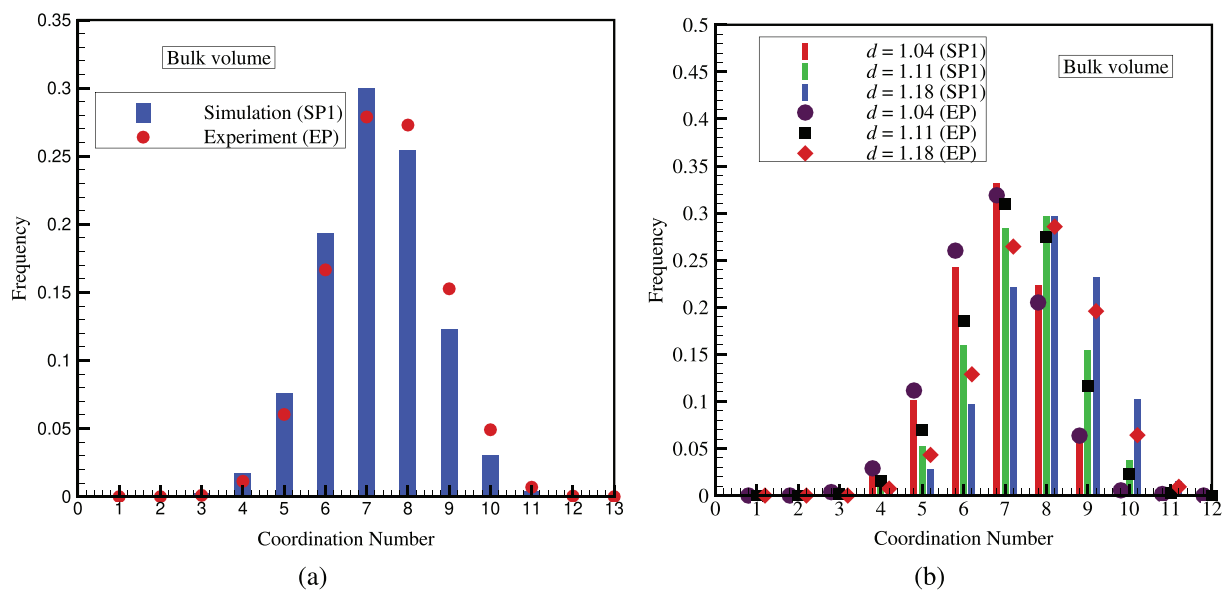 0.35
Bulk volume
0.3
Simulation (SP1)
Experiment (EP)
0.25
0.2
Frequency
0.15
0.1
0.05
0
0 1 2 3 4 5 6 7 8 9 10 11 12 13
Coordination Number
(a)
0.5
d = 1.04 (SP1)
d = 1.11 (SP1)
d = 1.18 (SP1)
d = 1.04 (EP)
d = 1.11 (EP)
d = 1.18 (EP)
Bulk volume
0.45
0.4
0.35
0.3
0.25
Frequency
0.2
0.15
0.1
0.05
0
0 1 2 3 4 5 6 7 8 9 10 11 12
Coordination Number
(b)